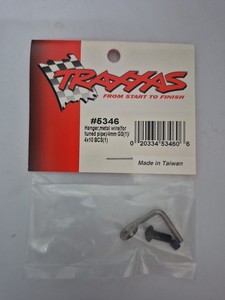 TRAXXAS
FROM START TO FINISH
#5346
Hanger,metal wire(for
tuned pipe)/4mm GS(1)/
4x10 BCS(1)
0 20334 53460 6
Made in Taiwan